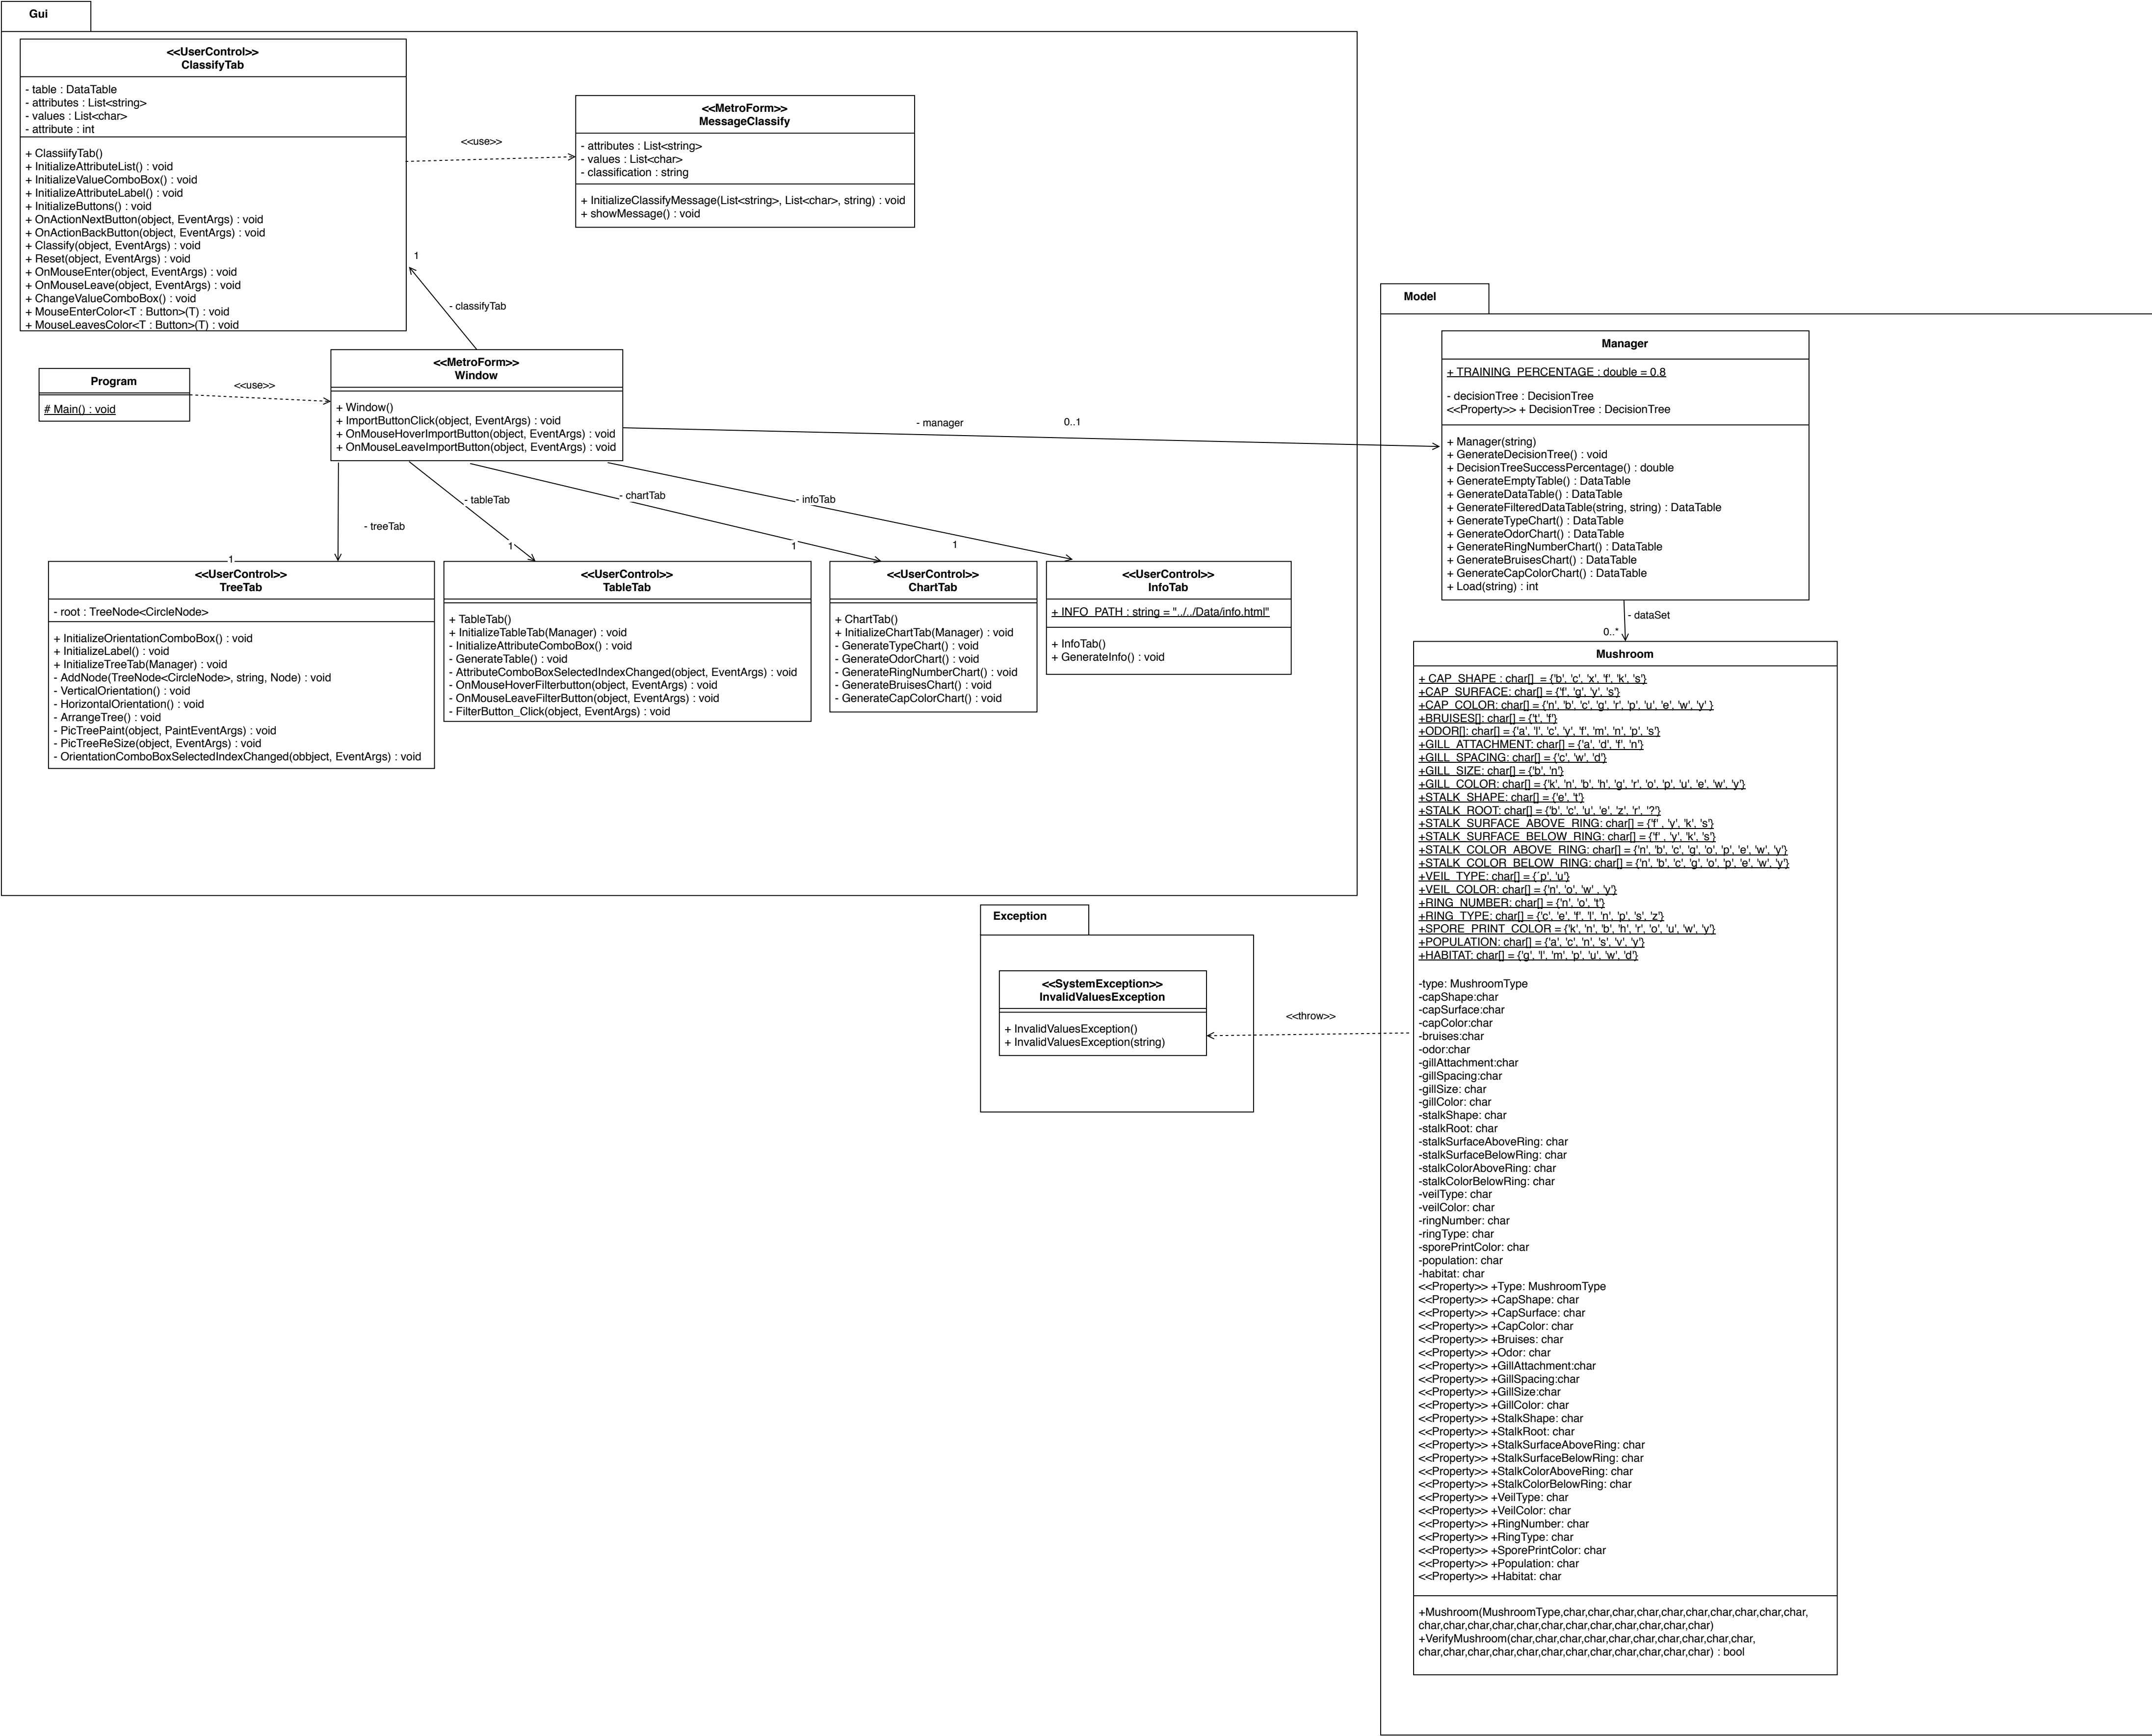 Gui
<<UserControl>>
ClassifyTab
- table : DataTable
- attributes : List<string>
- values : List<char>
- attribute : int
+ ClassiifyTab()
+ InitializeAttributeList() : void
+ InitializeValueComboBox() : void
+ InitializeAttributeLabel() : void
+ InitializeButtons() : void
+ OnActionNextButton(object, EventArgs) : void
+ OnActionBackButton(object, EventArgs) : void
+ Classify(object, EventArgs) : void
+ Reset(object, EventArgs) : void
+ OnMouseEnter(object, EventArgs) : void
+ OnMouseLeave(object, EventArgs) : void
+ ChangeValueComboBox() : void
+ MouseEnterColor<T : Button>(T) : void
+ MouseLeavesColor<T : Button>(T) : void
<<use>>
<<MetroForm>>
MessageClassify
- attributes : List<string>
- values : List<char>
- classification : string
+ InitializeClassifyMessage(List<string>, List<char>, string) : void
+ showMessage() : void
1
- classifyTab
Program
# Main() : void
<<use>>
<<MetroForm>>
Window
+ Window()
+ ImportButtonClick(object, EventArgs) : void
+ OnMouseHoverImportButton(object, EventArgs) : void
+ OnMouseLeaveImportButton(object, EventArgs) : void
- manager
0..1
- treeTab
- tableTab
- chartTab
- infoTab
1
1
1
1
<<UserControl>>
TreeTab
- root : TreeNode<CircleNode>
+ InitializeOrientationComboBox() : void
+ InitializeLabel() : void
+ InitializeTreeTab(Manager) : void
- AddNode(TreeNode<CircleNode>, string, Node) : void
- VerticalOrientation() : void
- HorizontalOrientation() : void
- ArrangeTree() : void
- PicTreePaint(object, PaintEventArgs) : void
- PicTreeReSize(object, EventArgs) : void
- OrientationComboBoxSelectedIndexChanged(obbject, EventArgs) : void
<<UserControl>>
TableTab
+ TableTab()
+ InitializeTableTab(Manager) : void
- InitializeAttributeComboBox() : void
- GenerateTable() : void
- AttributeComboBoxSelectedIndexChanged(object, EventArgs) : void
- OnMouseHoverFilterbutton(object, EventArgs) : void
- OnMouseLeaveFilterButton(object, EventArgs) : void
- FilterButton_Click(object, EventArgs) : void
<<UserControl>>
ChartTab
+ ChartTab()
+ InitializeChartTab(Manager) : void
- GenerateTypeChart() : void
- GenerateOdorChart() : void
- GenerateRingNumberChart() : void
- GenerateBruisesChart() : void
- GenerateCapColorChart() : void
<<UserControl>>
InfoTab
+ INFO_PATH : string = "../../Data/info.html"
+ InfoTab()
+ GenerateInfo() : void
Model
Manager
+ TRAINING_PERCENTAGE : double = 0.8
- decisionTree : DecisionTree
<<Property>> + DecisionTree : DecisionTree
+ Manager(string)
+ GenerateDecisionTree() : void
+ DecisionTreeSuccessPercentage() : double
+ GenerateEmptyTable() : DataTable
+ GenerateDataTable() : DataTable
+ GenerateFilteredDataTable(string, string) : DataTable
+ GenerateTypeChart() : DataTable
+ GenerateOdorChart() : DataTable
+ GenerateRingNumberChart() : DataTable
+ GenerateBruisesChart() : DataTable
+ GenerateCapColorChart() : DataTable
+ Load(string) : int
- dataSet
0..*
Mushroom
+ CAP_SHAPE : char[]  = {'b', 'c', 'x', 'f', 'k', 's'}
+CAP_SURFACE: char[] = {'f', 'g', 'y', 's'}
+CAP_COLOR: char[] = {'n', 'b', 'c', 'g', 'r', 'p', 'u', 'e', 'w', 'y' }
+BRUISES[]: char[] = {'t', 'f'}
+ODOR[]: char[] = {'a', 'l', 'c', 'y', 'f', 'm', 'n', 'p', 's'}
+GILL_ATTACHMENT: char[] = {'a', 'd', 'f', 'n'}
+GILL_SPACING: char[] = {'c', 'w', 'd'}
+GILL_SIZE: char[] = {'b', 'n'}
+GILL_COLOR: char[] = {'k', 'n', 'b', 'h', 'g', 'r', 'o', 'p', 'u', 'e', 'w', 'y'}
+STALK_SHAPE: char[] = {'e', 't'}
+STALK_ROOT: char[] = {'b', 'c', 'u', 'e', 'z', 'r', '?'}
+STALK_SURFACE_ABOVE_RING: char[] = {'f' , 'y', 'k', 's'}
+STALK_SURFACE_BELOW_RING: char[] = {'f' , 'y', 'k', 's'}
+STALK_COLOR_ABOVE_RING: char[] = {'n', 'b', 'c', 'g', 'o', 'p', 'e', 'w', 'y'}
+STALK_COLOR_BELOW_RING: char[] = {'n', 'b', 'c', 'g', 'o', 'p', 'e', 'w', 'y'}
+VEIL_TYPE: char[] = {´p', 'u'}
+VEIL_COLOR: char[] = {'n', 'o', 'w' , 'y'}
+RING_NUMBER: char[] = {'n', 'o', 't'}
+RING_TYPE: char[] = {'c', 'e', 'f', 'l', 'n', 'p', 's', 'z'}
+SPORE_PRINT_COLOR = {'k', 'n', 'b', 'h', 'r', 'o', 'u', 'w', 'y'}
+POPULATION: char[] = {'a', 'c', 'n', 's', 'v', 'y'}
+HABITAT: char[] = {'g', 'l', 'm', 'p', 'u', 'w', 'd'}
-type: MushroomType
-capShape:char
-capSurface:char
-capColor:char
-bruises:char
-odor:char
-gillAttachment:char
-gillSpacing:char
-gillSize: char
-gillColor: char
-stalkShape: char
-stalkRoot: char
-stalkSurfaceAboveRing: char
-stalkSurfaceBelowRing: char
-stalkColorAboveRing: char
-stalkColorBelowRing: char
-veilType: char
-veilColor: char
-ringNumber: char
-ringType: char
-sporePrintColor: char
-population: char
-habitat: char
<<Property>> +Type: MushroomType
<<Property>> +CapShape: char
<<Property>> +CapSurface: char
<<Property>> +CapColor: char
<<Property>> +Bruises: char
<<Property>> +Odor: char
<<Property>> +GillAttachment:char
<<Property>> +GillSpacing:char
<<Property>> +GillSize:char
<<Property>> +GillColor: char
<<Property>> +StalkShape: char
<<Property>> +StalkRoot: char
<<Property>> +StalkSurfaceAboveRing: char
<<Property>> +StalkSurfaceBelowRing: char
<<Property>> +StalkColorAboveRing: char
<<Property>> +StalkColorBelowRing: char
<<Property>> +VeilType: char
<<Property>> +VeilColor: char
<<Property>> +RingNumber: char
<<Property>> +RingType: char
<<Property>> +SporePrintColor: char
<<Property>> +Population: char
<<Property>> +Habitat: char
+Mushroom(MushroomType,char,char,char,char,char,char,char,char,char,char,
char,char,char,char,char,char,char,char,char,char,char,char)
+VerifyMushroom(char,char,char,char,char,char,char,char,char,char,
char,char,char,char,char,char,char,char,char,char,char,char) : bool
Exception
<<SystemException>>
InvalidValuesException
+ InvalidValuesException()
+ InvalidValuesException(string)
<<throw>>